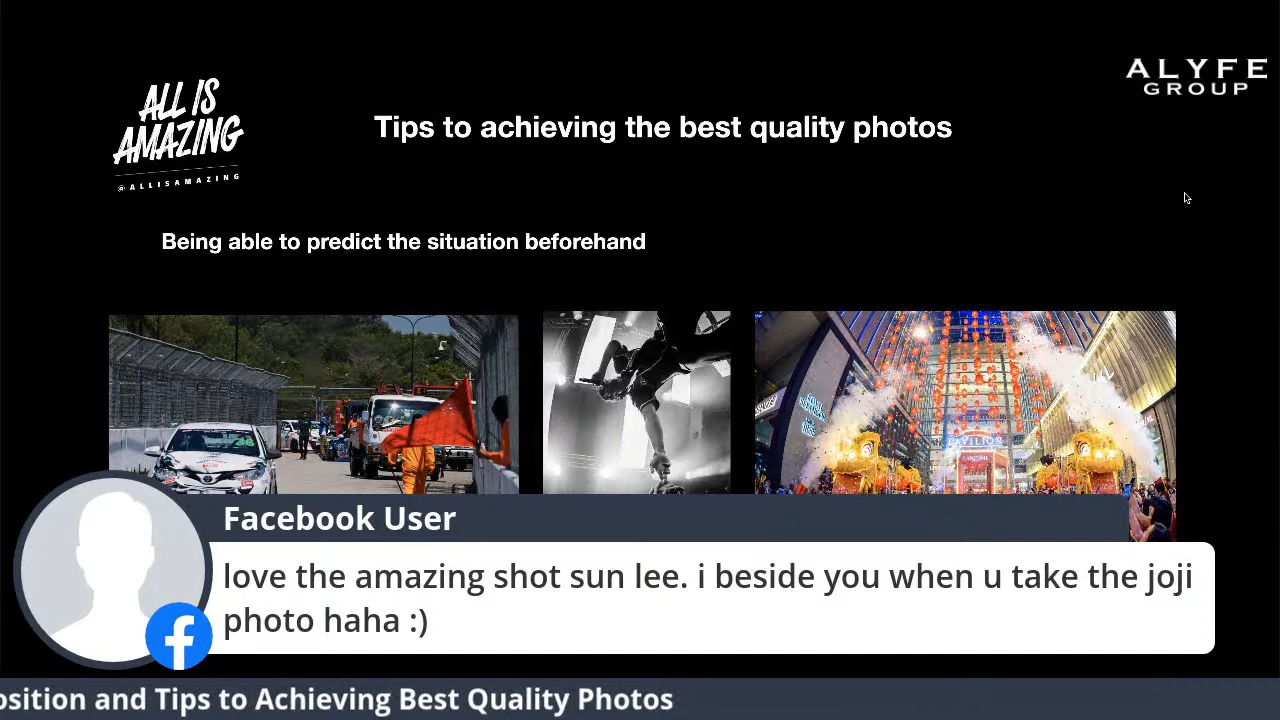 ALL IS
AMAZING
@ALLISAMAZING
ALYFE
GROUP
Tips to achieving the best quality photos
Being able to predict the situation beforehand
PAVILION
Facebook User
love the amazing shot sun lee. i beside you when u take the joji
photo haha :)
osition and Tips to Achieving Best Quality Photos